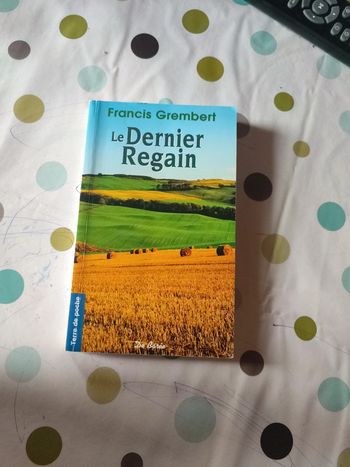 Francis Grembert
Le Dernier
Regain
Terre de poche
De Borée